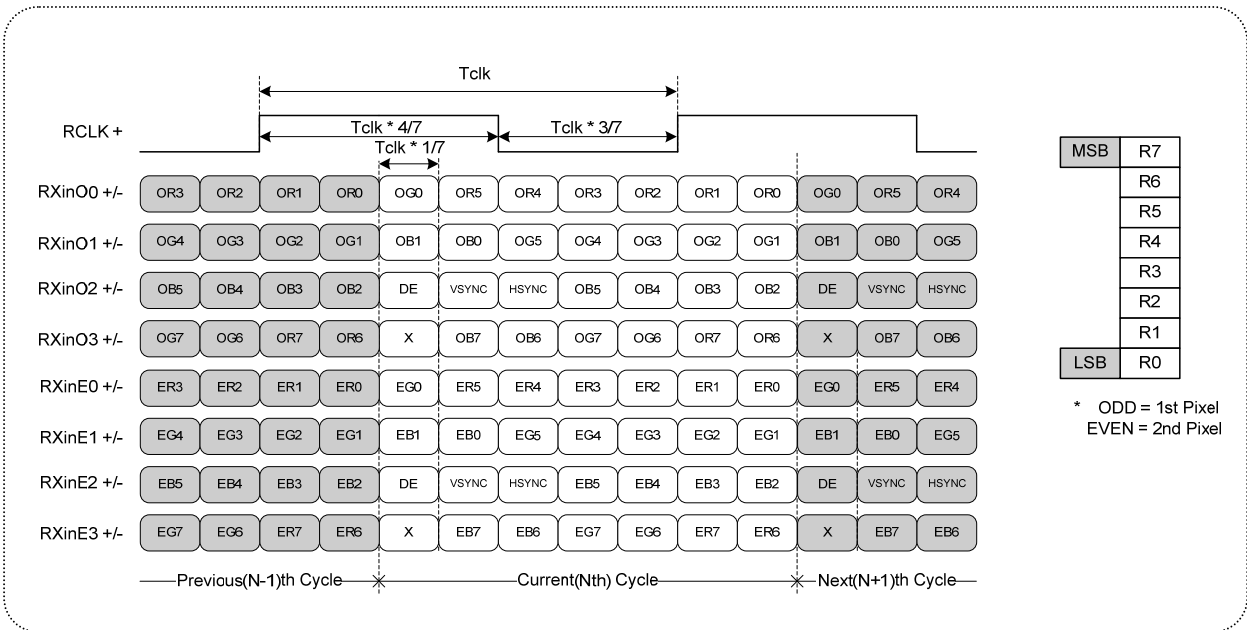 Tclk
RCLK +
Tclk * 4/7
Tclk * 3/7
Tclk * 1/7
RXinO0 +/- OR3 OR2 OR1 OR0 OG0 OR5 OR4 OR3 OR2 OR1 OR0 OG0 OR5 OR4
RXinO1 +/- OG4 OG3 OG2 OG1 OB1 OB0 OG5 OG4 OG3 OG2 OG1 OB1 OB0 OG5
RXinO2 +/- OB5 OB4 OB3 OB2 DE VSYNC HSYNC OB5 OB4 OB3 OB2 DE VSYNC HSYNC
RXinO3 +/- OG7 OG6 OR7 OR6 X OB7 OB6 OG7 OG6 OR7 OR6 X OB7 OB6
RXinE0 +/- ER3 ER2 ER1 ER0 EG0 ER5 ER4 ER3 ER2 ER1 ER0 EG0 ER5 ER4
RXinE1 +/- EG4 EG3 EG2 EG1 EB1 EB0 EG5 EG4 EG3 EG2 EG1 EB1 EB0 EG5
RXinE2 +/- EB5 EB4 EB3 EB2 DE VSYNC HSYNC EB5 EB4 EB3 EB2 DE VSYNC HSYNC
RXinE3 +/- EG7 EG6 ER7 ER6 X EB7 EB6 EG7 EG6 ER7 ER6 X EB7 EB6
Previous(N-1)th Cycle Current(Nth) Cycle Next(N+1)th Cycle
MSB R7
R6
R5
R4
R3
R2
R1
LSB R0
* ODD = 1st Pixel
EVEN = 2nd Pixel